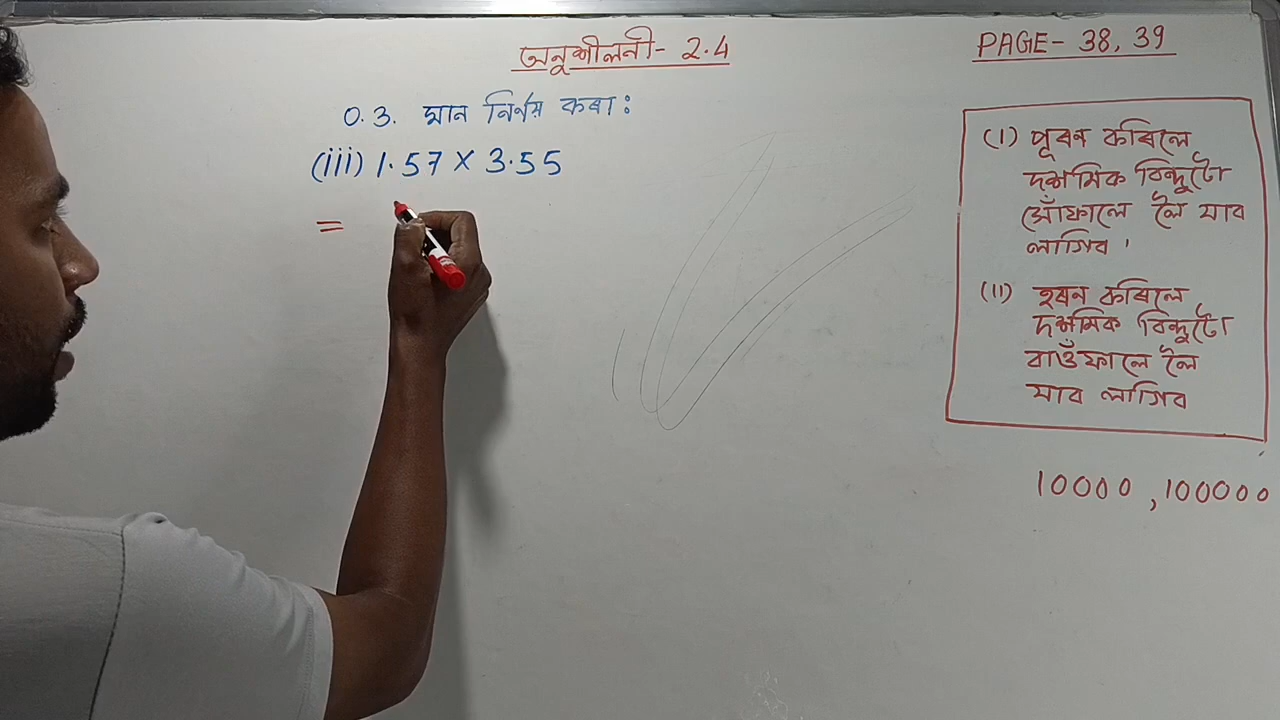 অনুশীলনী- 2.4
PAGE- 38, 39
0.3. মান নিৰ্ণয় কৰা :
(iii) 1.57 x 3.55
=
(I) পূৰণ কৰিলে
দশমিক বিন্দুটো
সোঁফালে লৈ যাব
লাগিব ৷
(II) হৰণ কৰিলে
দশমিক বিন্দুটো
বাওঁফালে লৈ
যাব লাগিব
10000 , 100000